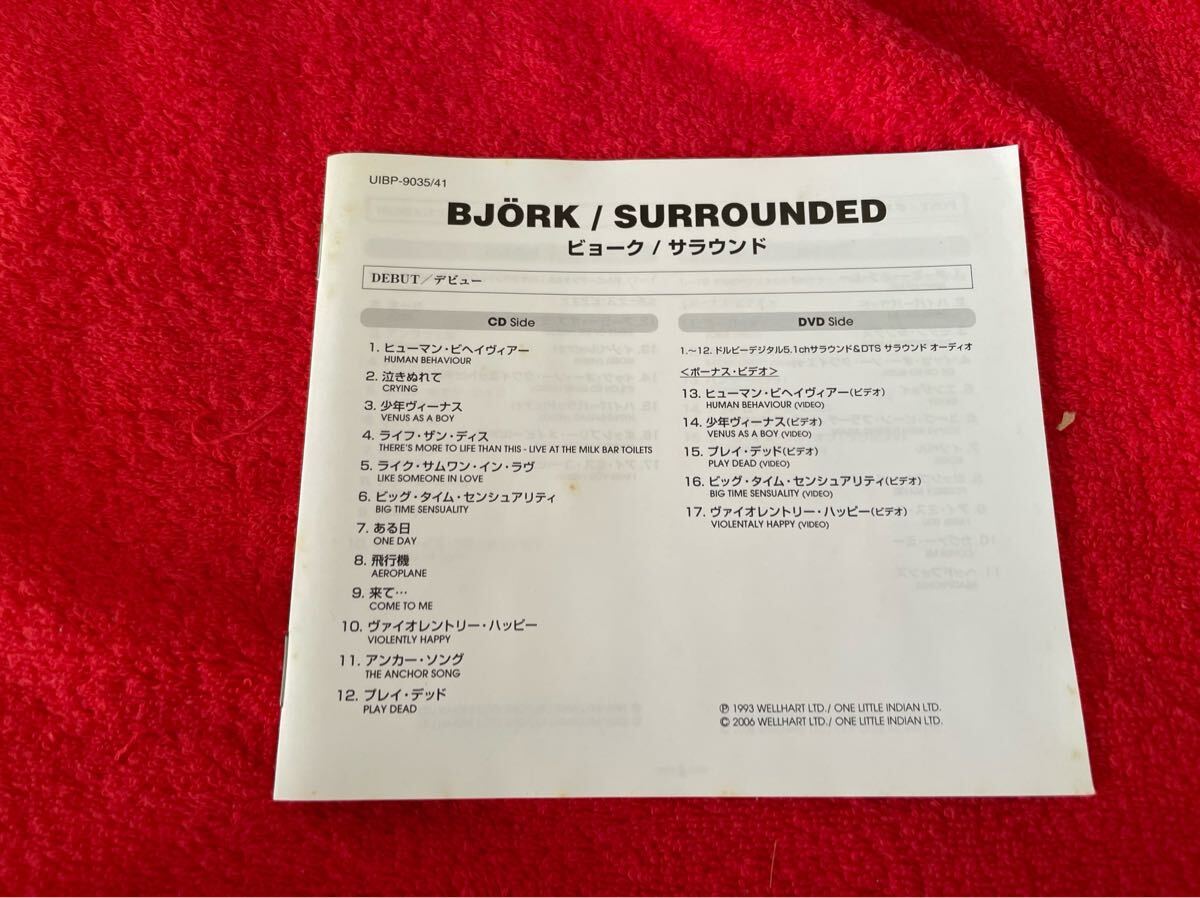 UIBP-9035/41
BJÖRK / SURROUNDED
ビョーク / サラウンド
DEBUT／デビュー
CD Side
1. ヒューマン・ビヘイヴィアー
HUMAN BEHAVIOUR
2. 泣きぬれて
CRYING
3. 少年ヴィーナス
VENUS AS A BOY
4. ライフ・ザン・ディス
THERE'S MORE TO LIFE THAN THIS - LIVE AT THE MILK BAR TOILETS
5. ライク・サムワン・イン・ラヴ
LIKE SOMEONE IN LOVE
6. ビッグ・タイム・センシュアリティ
BIG TIME SENSUALITY
7. ある日
ONE DAY
8. 飛行機
AEROPLANE
9. 来て…
COME TO ME
10. ヴァイオレントリー・ハッピー
VIOLENTLY HAPPY
11. アンカー・ソング
THE ANCHOR SONG
12. プレイ・デッド
PLAY DEAD
DVD Side
1.〜12. ドルビーデジタル5.1chサラウンド&DTS サラウンド オーディオ
＜ボーナス・ビデオ＞
13. ヒューマン・ビヘイヴィアー(ビデオ)
HUMAN BEHAVIOUR (VIDEO)
14. 少年ヴィーナス(ビデオ)
VENUS AS A BOY (VIDEO)
15. プレイ・デッド(ビデオ)
PLAY DEAD (VIDEO)
16. ビッグ・タイム・センシュアリティ(ビデオ)
BIG TIME SENSUALITY (VIDEO)
17. ヴァイオレントリー・ハッピー(ビデオ)
VIOLENTALY HAPPY (VIDEO)
℗ 1993 WELLHART LTD./ ONE LITTLE INDIAN LTD.
© 2006 WELLHART LTD./ ONE LITTLE INDIAN LTD.